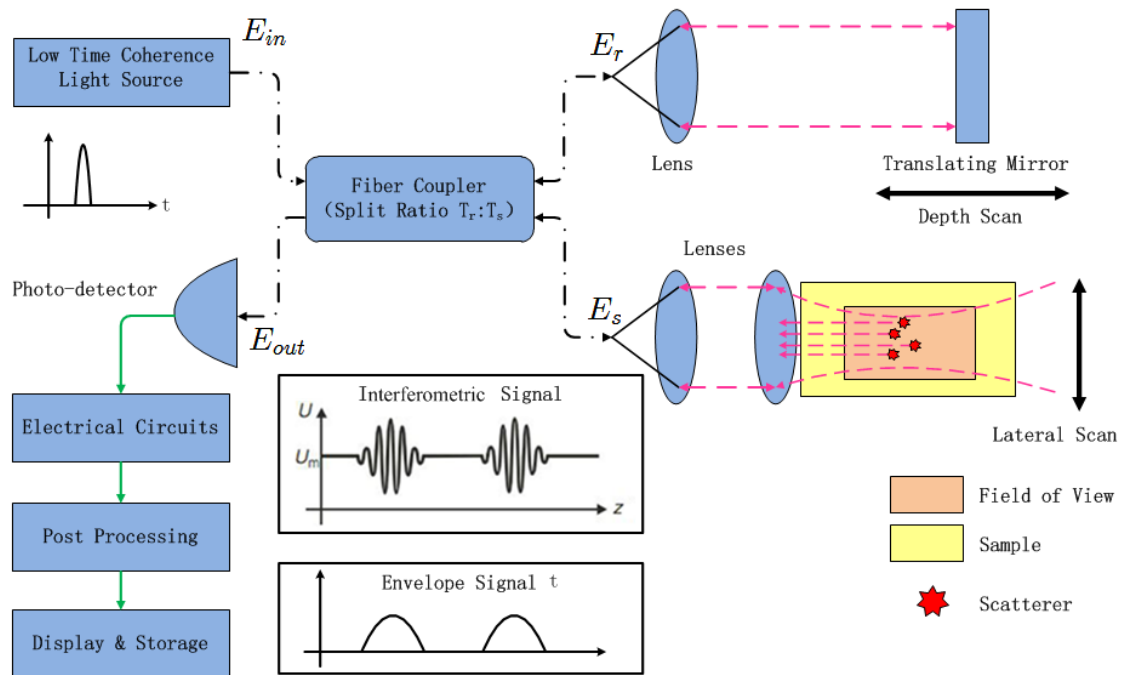 Low Time Coherence
Light Source
E_in
t
Fiber Coupler
(Split Ratio T_r:T_s)
E_r
Lens
Translating Mirror
Depth Scan
Photo-detector
E_out
E_s
Lenses
Lateral Scan
Electrical Circuits
Post Processing
Display & Storage
Interferometric Signal
U
U_m
z
Envelope Signal t
Field of View
Sample
Scatterer